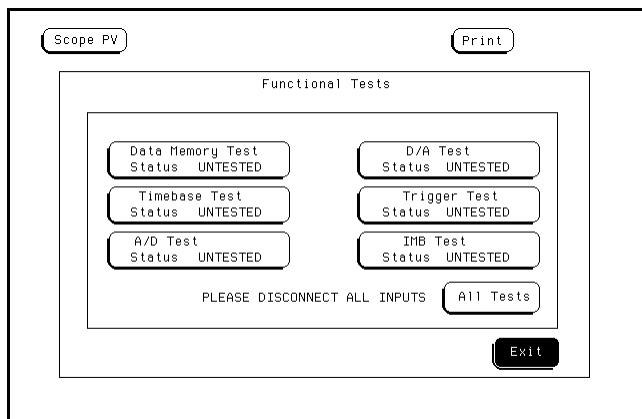 Scope PV
Print
Functional Tests
Data Memory Test
Status UNTESTED
D/A Test
Status UNTESTED
Timebase Test
Status UNTESTED
Trigger Test
Status UNTESTED
A/D Test
Status UNTESTED
IMB Test
Status UNTESTED
PLEASE DISCONNECT ALL INPUTS
All Tests
Exit